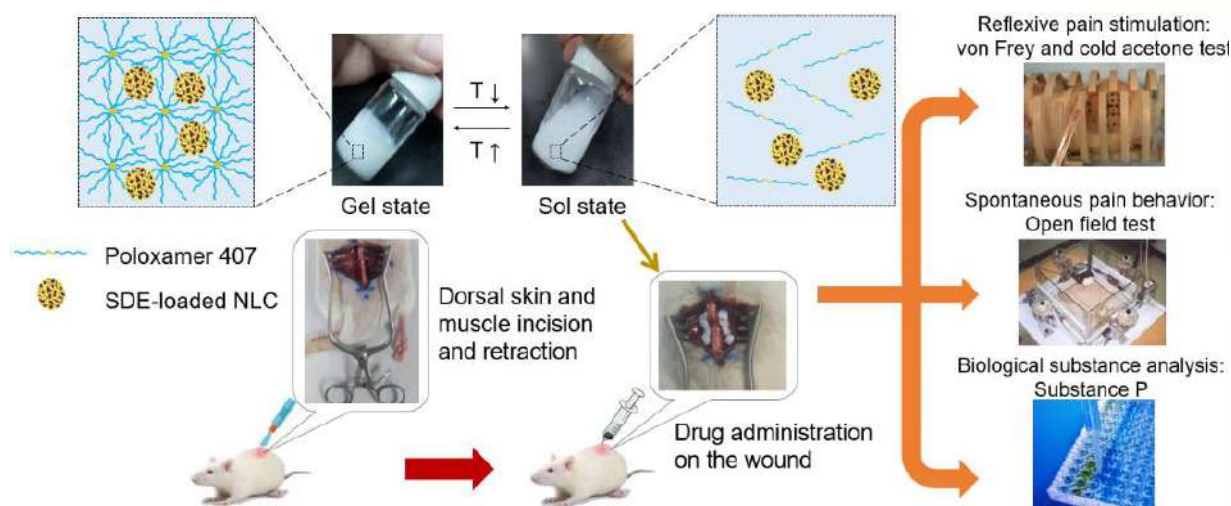 Reflexive pain stimulation:
von Frey and cold acetone test
T ↓
T ↑
Gel state
Sol state
Poloxamer 407
SDE-loaded NLC
Dorsal skin and
muscle incision
and retraction
Drug administration
on the wound
Spontaneous pain behavior:
Open field test
Biological substance analysis:
Substance P